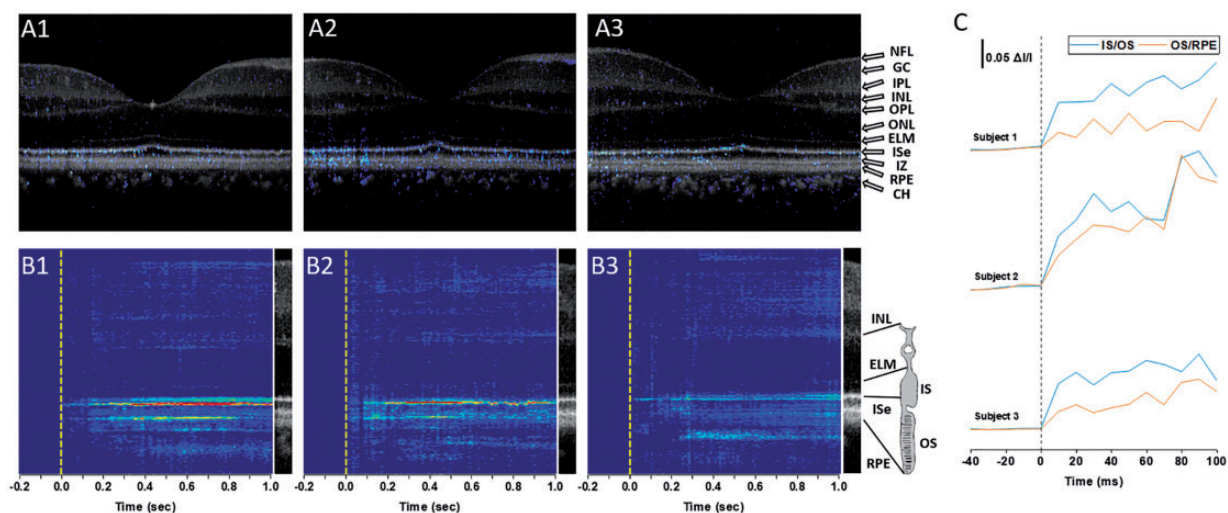 A1
A2
A3
NFL
GC
IPL
INL
OPL
ONL
ELM
ISe
IZ
RPE
CH
B1
B2
B3
INL
ELM
IS
ISe
OS
RPE
-0.2 0.0 0.2 0.4 0.6 0.8 1.0
Time (sec)
-0.2 0.0 0.2 0.4 0.6 0.8 1.0
Time (sec)
-0.2 0.0 0.2 0.4 0.6 0.8 1.0
Time (sec)
C
IS/OS OS/RPE
0.05 ΔI/I
Subject 1
Subject 2
Subject 3
-40 -20 0 20 40 60 80 100
Time (ms)